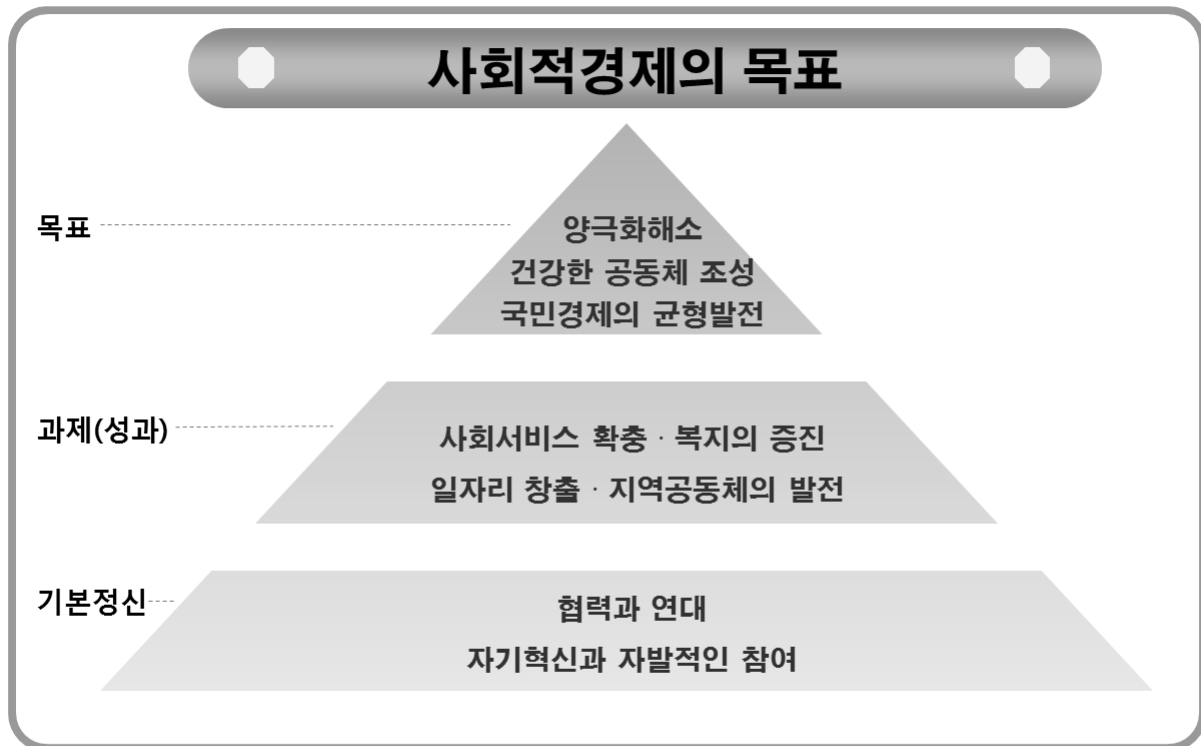 사회적경제의 목표
목표
양극화해소
건강한 공동체 조성
국민경제의 균형발전
과제(성과)
사회서비스 확충 · 복지의 증진
일자리 창출 · 지역공동체의 발전
기본정신
협력과 연대
자기혁신과 자발적인 참여